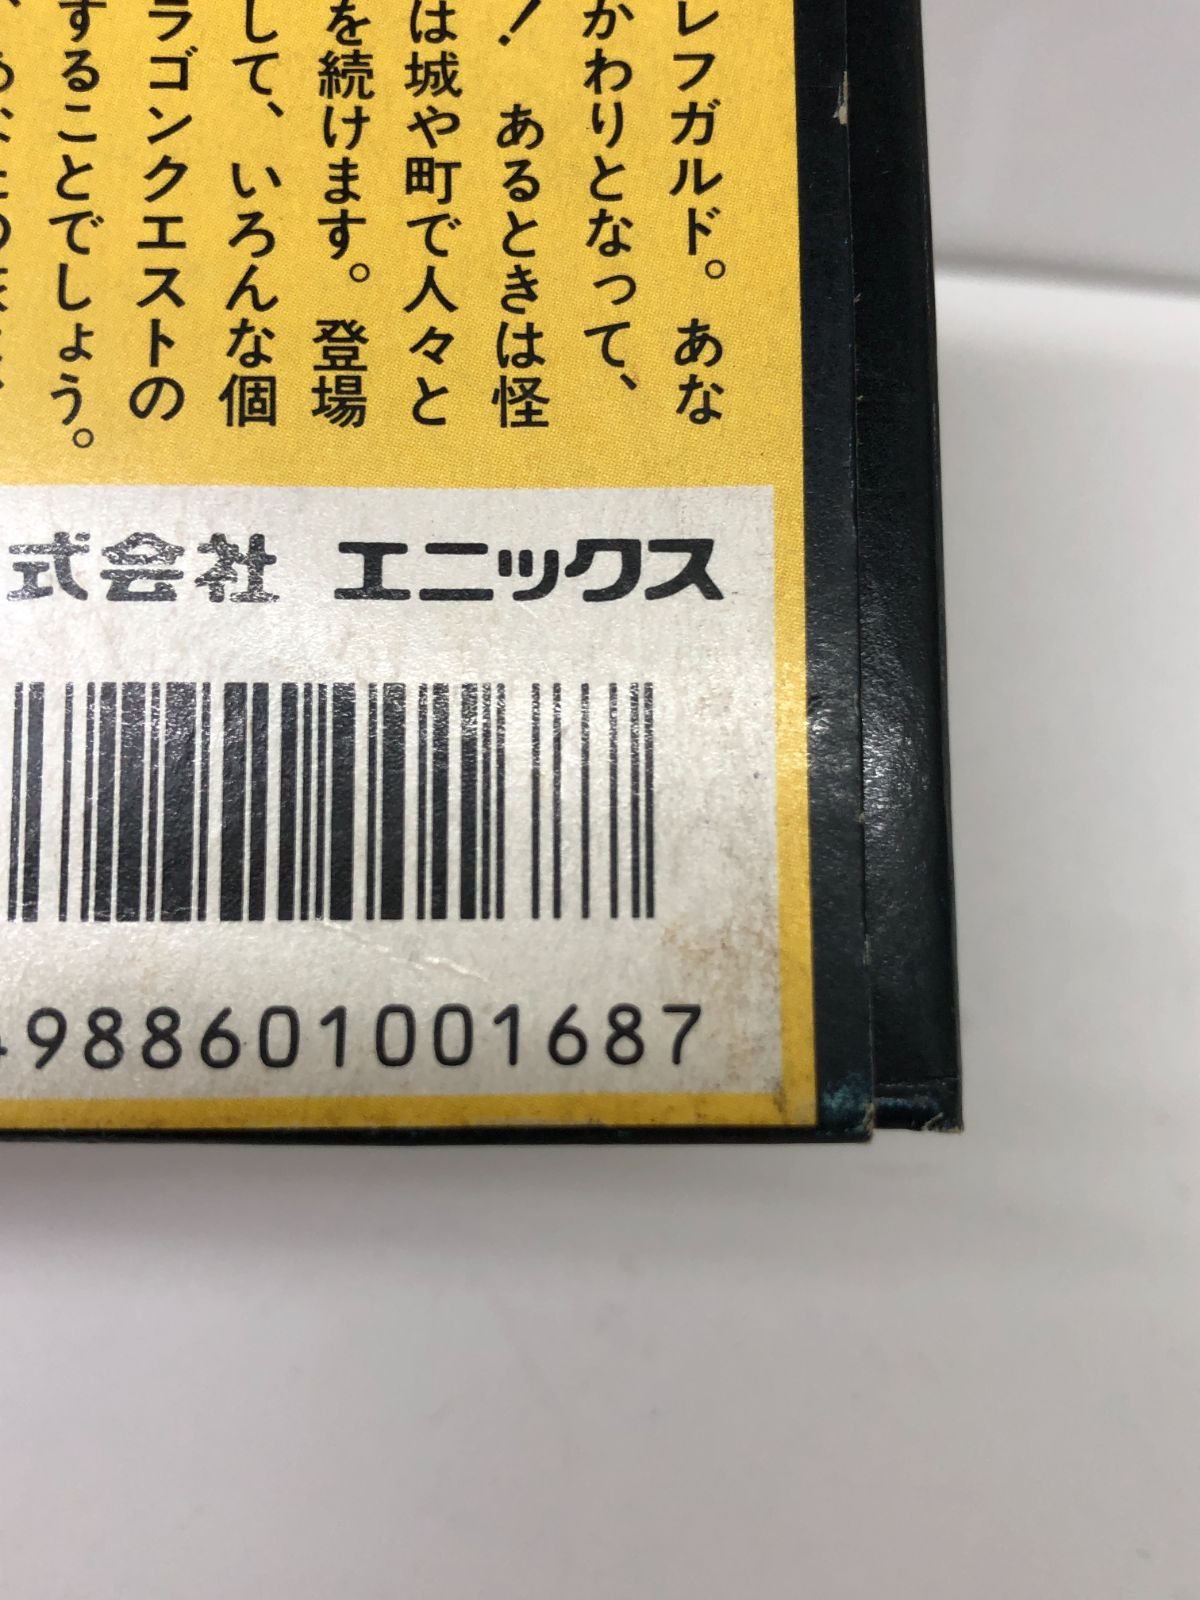 レフガルド。あな
かわりとなって、
！ あるときは怪
は城や町で人々と
を続けます。登場
して、いろんな個
ラゴンクエストの
することでしょう。
式会社 エニックス
4988601001687